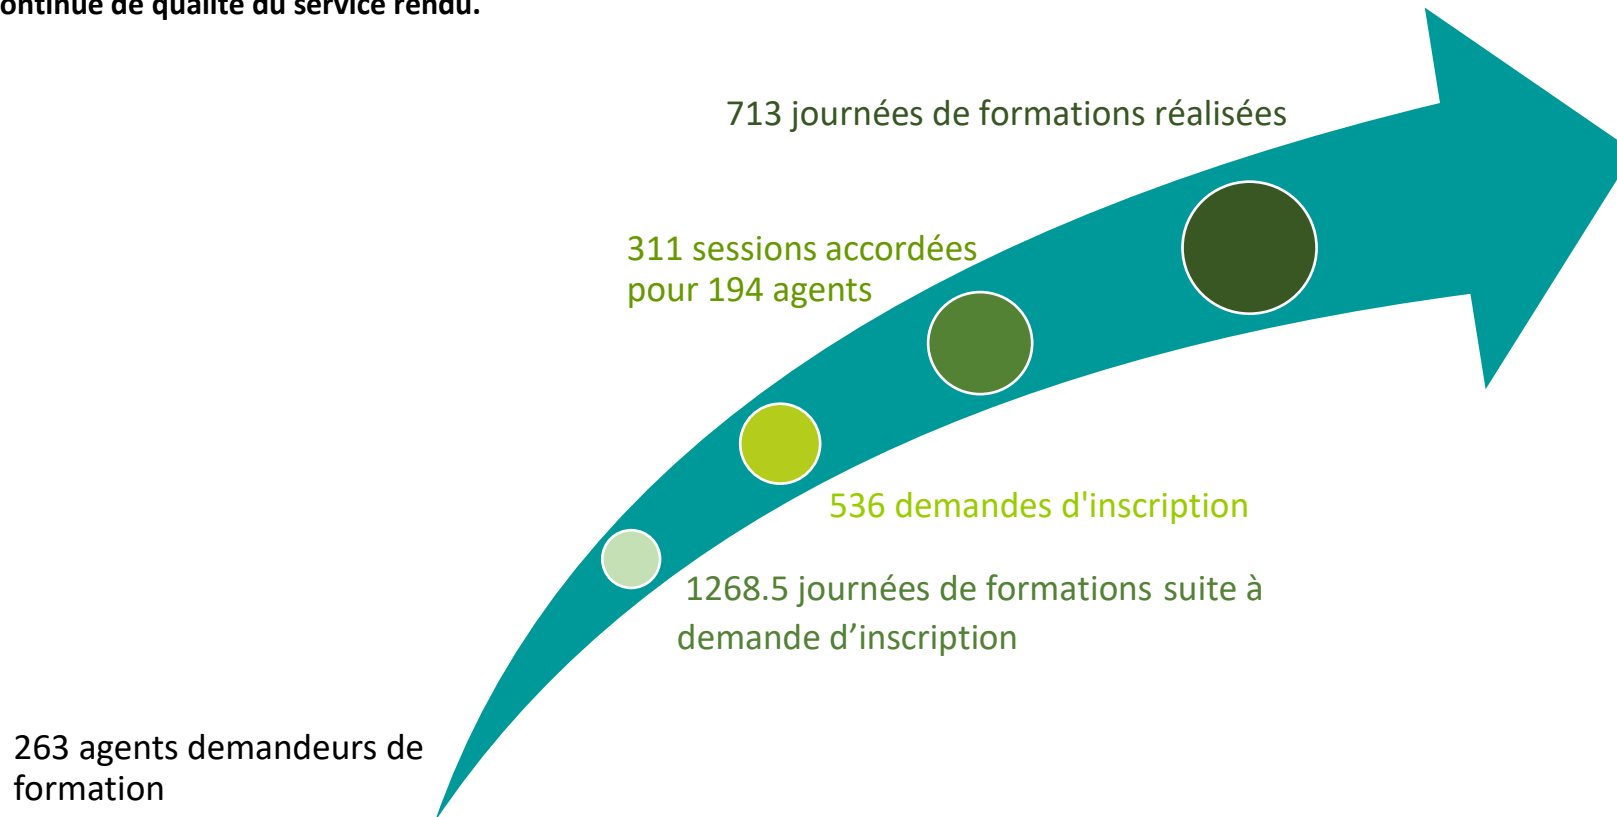 continue de qualité du service rendu.
713 journées de formations réalisées
311 sessions accordées
pour 194 agents
536 demandes d'inscription
1268.5 journées de formations suite à
demande d’inscription
263 agents demandeurs de
formation